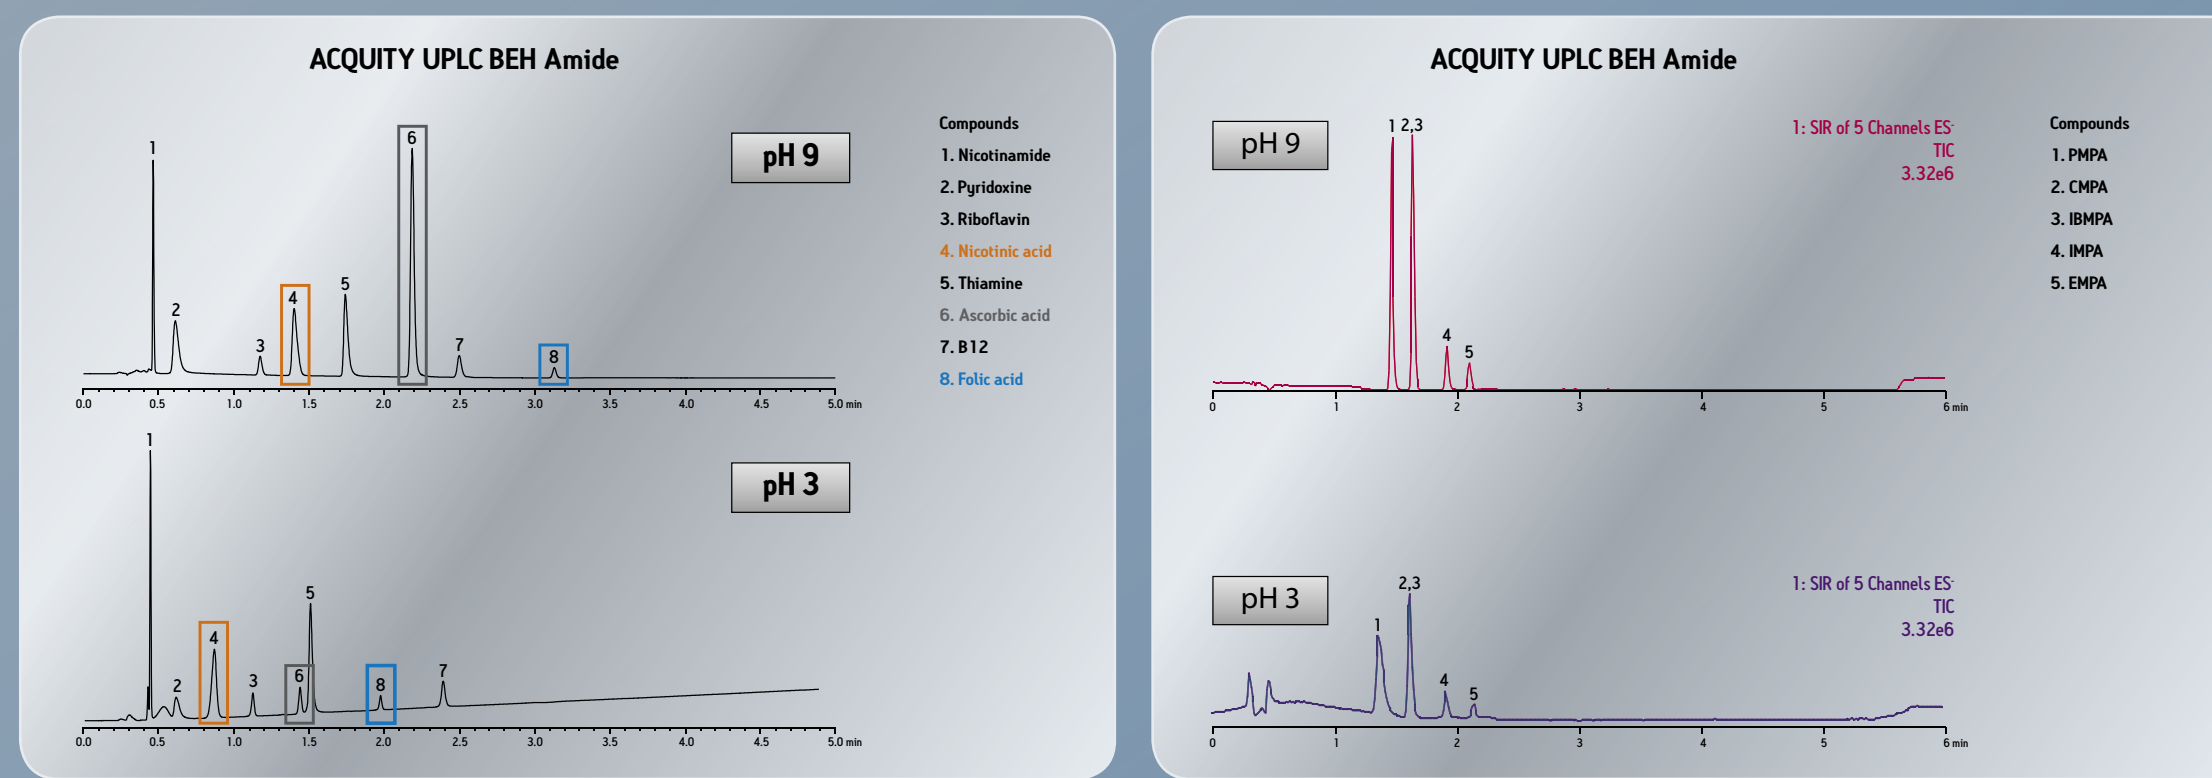 ACQUITY UPLC BEH Amide
1
2
3
4
5
6
7
8
pH 9
Compounds
1. Nicotinamide
2. Pyridoxine
3. Riboflavin
4. Nicotinic acid
5. Thiamine
6. Ascorbic acid
7. B12
8. Folic acid
0.0 0.5 1.0 1.5 2.0 2.5 3.0 3.5 4.0 4.5 5.0 min
1
2
4
3
6
5
8
7
pH 3
0.0 0.5 1.0 1.5 2.0 2.5 3.0 3.5 4.0 4.5 5.0 min
ACQUITY UPLC BEH Amide
pH 9
1 2,3
4
5
1: SIR of 5 Channels ES-
TIC
3.32e6
Compounds
1. PMPA
2. CMPA
3. IBMPA
4. IMPA
5. EMPA
0 1 2 3 4 5 6 min
pH 3
1
2,3
4
5
1: SIR of 5 Channels ES-
TIC
3.32e6
0 1 2 3 4 5 6 min